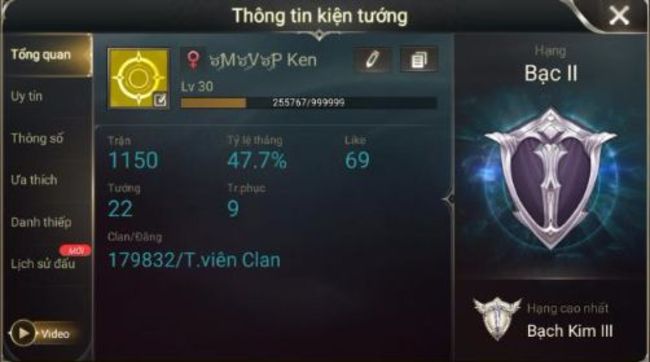 Thông tin kiện tướng
Tổng quan
Uy tín
Thông số
Ưa thích
Danh thiếp
MỚI
Lịch sử đấu
Video
MVP Ken
Lv 30
255767/999999
Trận
1150
Tỷ lệ thắng
47.7%
Like
69
Tướng
22
Tr.phục
9
Clan/Đẳng
179832/T.viên Clan
Hạng
Bạc II
Hạng cao nhất
Bạch Kim III